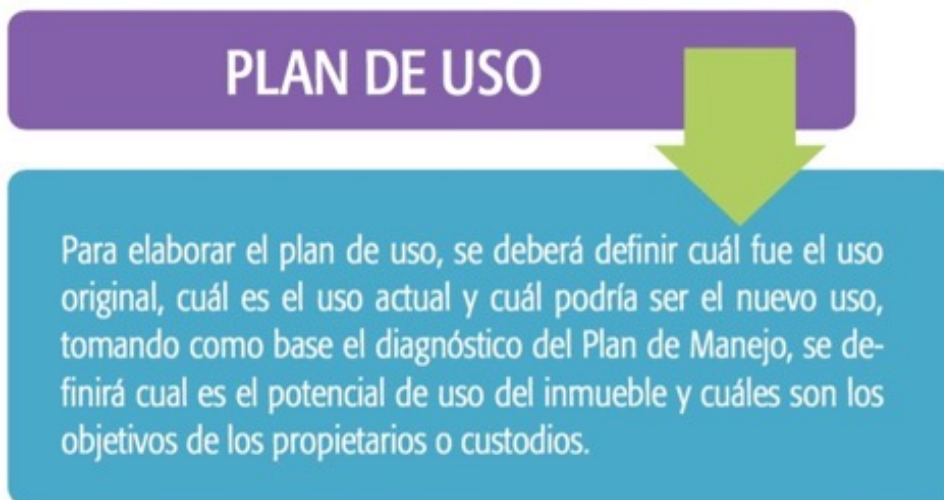 PLAN DE USO
Para elaborar el plan de uso, se deberá definir cuál fue el uso
original, cuál es el uso actual y cuál podría ser el nuevo uso,
tomando como base el diagnóstico del Plan de Manejo, se de-
finirá cual es el potencial de uso del inmueble y cuáles son los
objetivos de los propietarios o custodios.